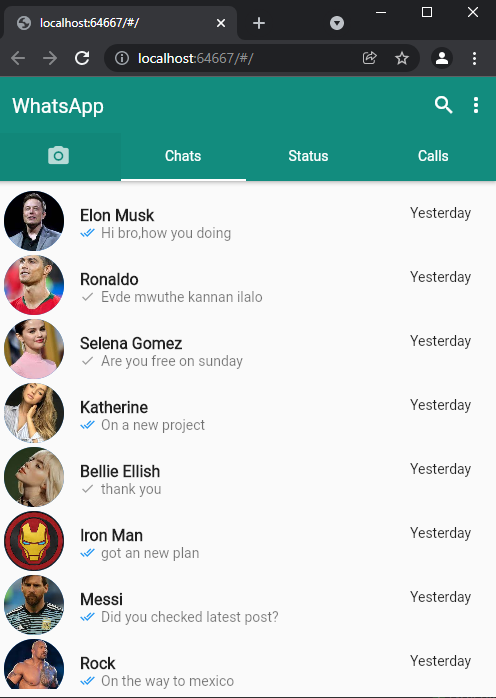 localhost:64667/#/
localhost:64667/#/
WhatsApp
Chats Status Calls
Elon Musk Yesterday
Hi bro,how you doing
Ronaldo Yesterday
Evde mwuthe kannan ilalo
Selena Gomez Yesterday
Are you free on sunday
Katherine Yesterday
On a new project
Bellie Ellish Yesterday
thank you
Iron Man Yesterday
got an new plan
Messi Yesterday
Did you checked latest post?
Rock Yesterday
On the way to mexico